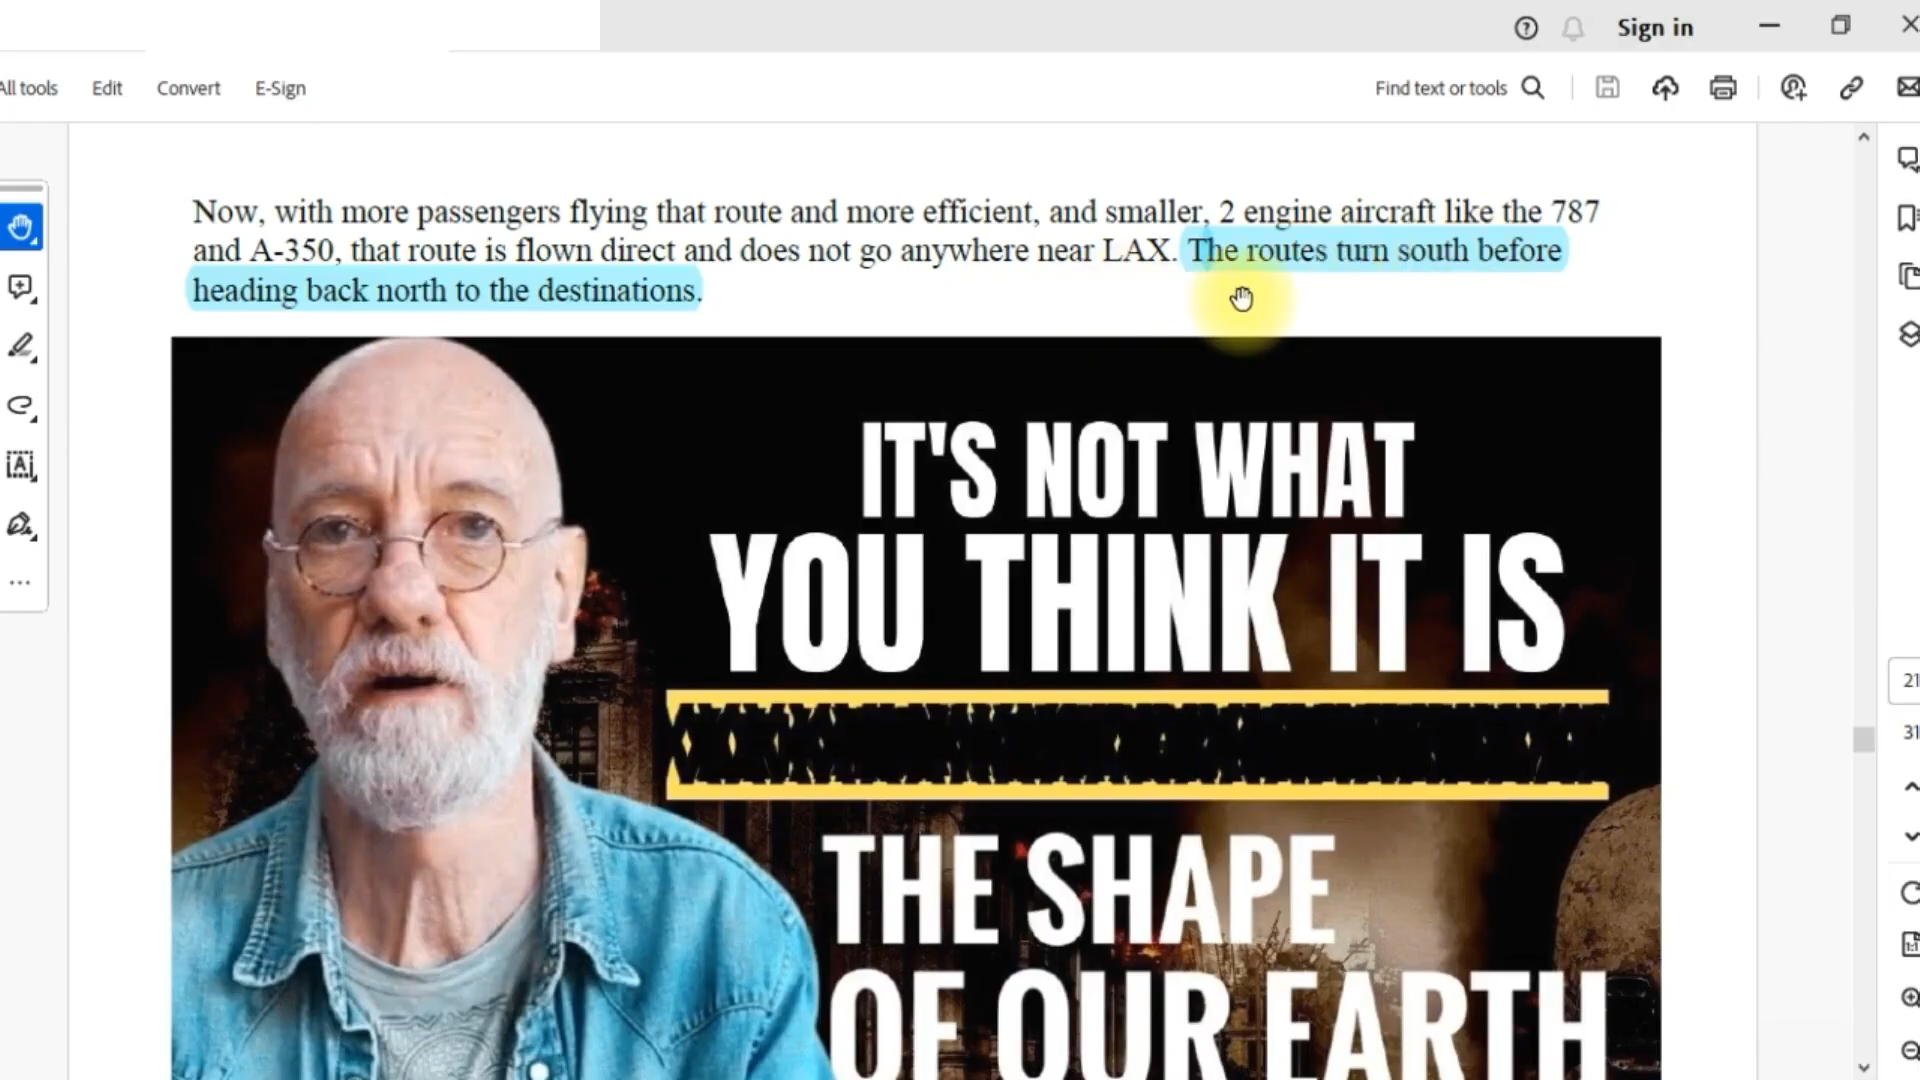 Sign in
All tools Edit Convert E-Sign Find text or tools
Now, with more passengers flying that route and more efficient, and smaller, 2 engine aircraft like the 787
and A-350, that route is flown direct and does not go anywhere near LAX. The routes turn south before
heading back north to the destinations.
IT'S NOT WHAT
YOU THINK IT IS
THE SHAPE
OF OUR EARTH
21
31